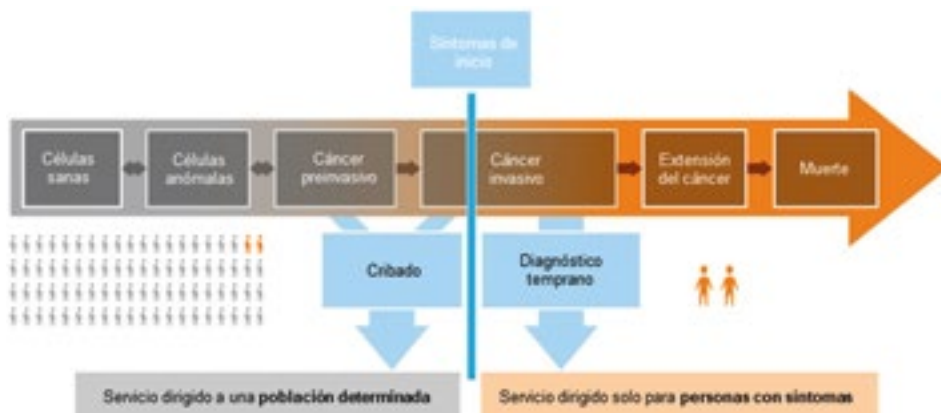 Síntomas de
inicio
Células
sanas
Células
anómalas
Cáncer
preinvasivo
Cáncer
invasivo
Extensión
del cáncer
Muerte
Cribado
Diagnóstico
temprano
Servicio dirigido a una población determinada
Servicio dirigido solo para personas con síntomas